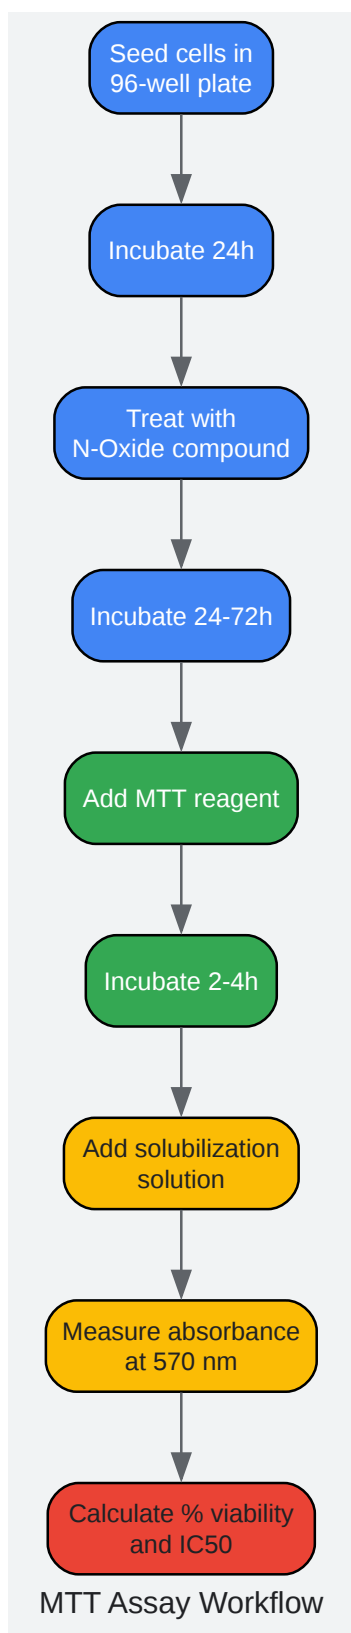 Seed cells in
96-well plate
Incubate 24h
Treat with
N-Oxide compound
Incubate 24-72h
Add MTT reagent
Incubate 2-4h
Add solubilization
solution
Measure absorbance
at 570 nm
Calculate % viability
and IC50
MTT Assay Workflow